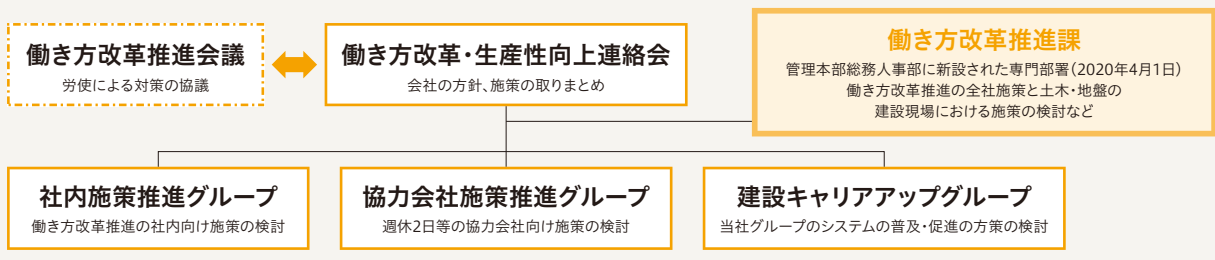 働き方改革推進会議
労使による対策の協議
働き方改革・生産性向上連絡会
会社の方針、施策の取りまとめ
働き方改革推進課
管理本部総務人事部に新設された専門部署（2020年4月1日）
働き方改革推進の全社施策と土木・地盤の
建設現場における施策の検討など
社内施策推進グループ
働き方改革推進の社内向け施策の検討
協力会社施策推進グループ
週休2日等の協力会社向け施策の検討
建設キャリアアップグループ
当社グループのシステムの普及・促進の方策の検討